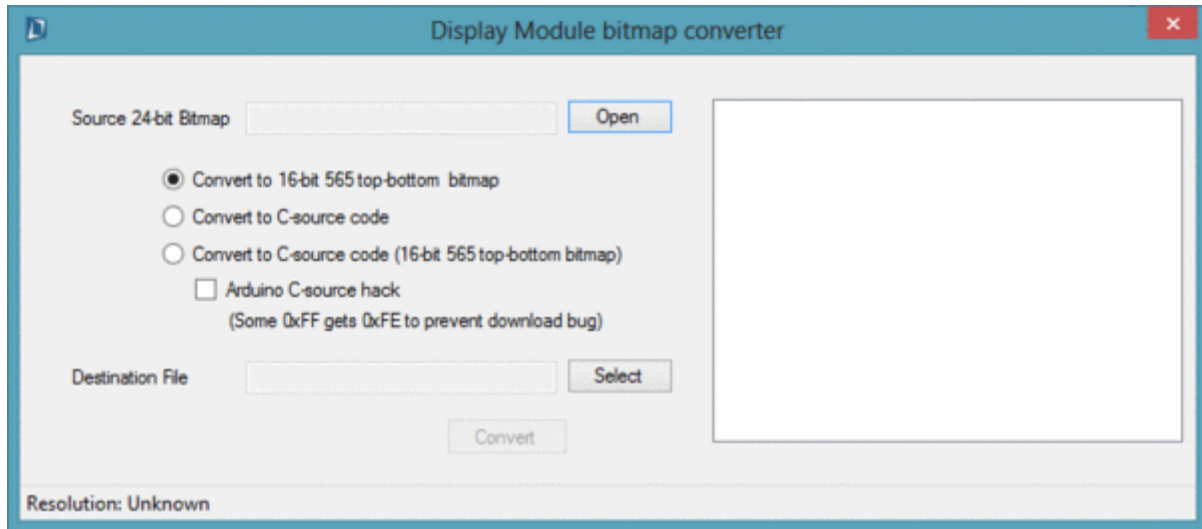 Display Module bitmap converter
Source 24-bit Bitmap Open
Convert to 16-bit 565 top-bottom bitmap
Convert to C-source code
Convert to C-source code (16-bit 565 top-bottom bitmap)
Arduino C-source hack
(Some 0xFF gets 0xFE to prevent download bug)
Destination File Select
Convert
Resolution: Unknown